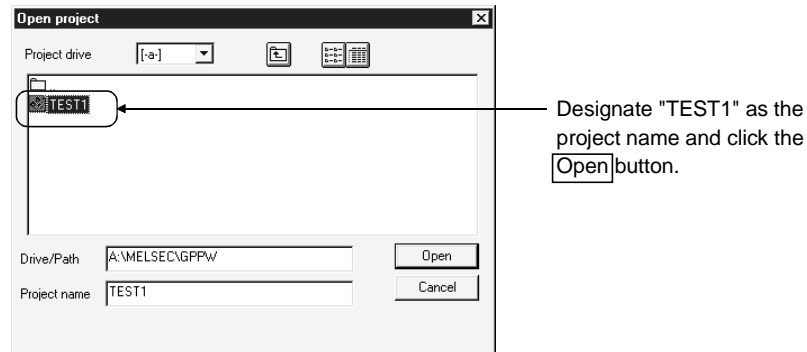 Open project
Project drive [-a-]
..
TEST1
Designate "TEST1" as the
project name and click the
Open button.
Drive/Path A:\MELSEC\GPPW Open
Project name TEST1 Cancel